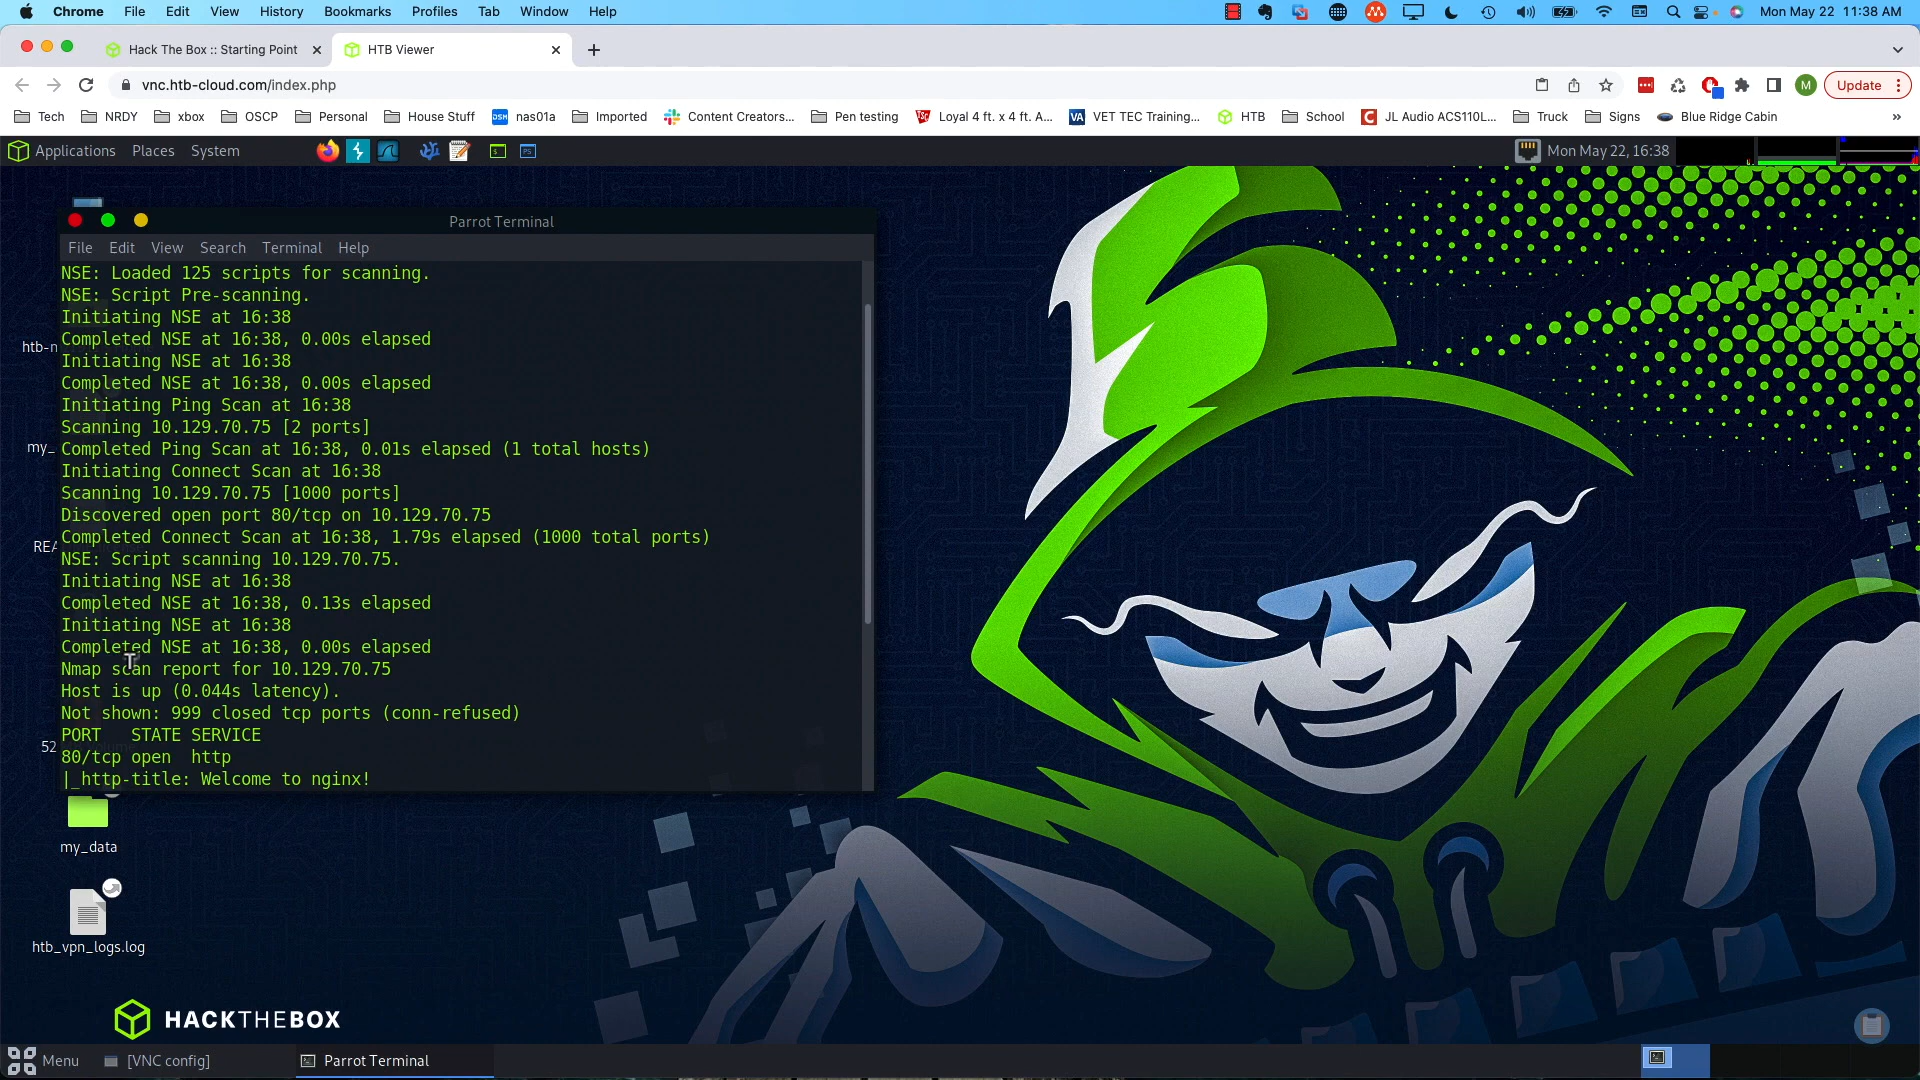 Chrome File Edit View History Bookmarks Profiles Tab Window Help Mon May 22 11:38 AM
Hack The Box :: Starting Point HTB Viewer
vnc.htb-cloud.com/index.php M Update
Tech NRDY xbox OSCP Personal House Stuff DSM nas01a Imported Content Creators... Pen testing Loyal 4 ft. x 4 ft. A... VA VET TEC Training... HTB School JL Audio ACS110L... Truck Signs Blue Ridge Cabin »
Applications Places System Mon May 22, 16:38
Parrot Terminal
File Edit View Search Terminal Help
NSE: Loaded 125 scripts for scanning.
NSE: Script Pre-scanning.
Initiating NSE at 16:38
Completed NSE at 16:38, 0.00s elapsed
Initiating NSE at 16:38
Completed NSE at 16:38, 0.00s elapsed
Initiating Ping Scan at 16:38
Scanning 10.129.70.75 [2 ports]
Completed Ping Scan at 16:38, 0.01s elapsed (1 total hosts)
Initiating Connect Scan at 16:38
Scanning 10.129.70.75 [1000 ports]
Discovered open port 80/tcp on 10.129.70.75
Completed Connect Scan at 16:38, 1.79s elapsed (1000 total ports)
NSE: Script scanning 10.129.70.75.
Initiating NSE at 16:38
Completed NSE at 16:38, 0.13s elapsed
Initiating NSE at 16:38
Completed NSE at 16:38, 0.00s elapsed
Nmap scan report for 10.129.70.75
Host is up (0.044s latency).
Not shown: 999 closed tcp ports (conn-refused)
PORT STATE SERVICE
80/tcp open http
|_http-title: Welcome to nginx!
htb-n
my_
REA
52
my_data
htb_vpn_logs.log
HACKTHEBOX
Menu [VNC config] Parrot Terminal